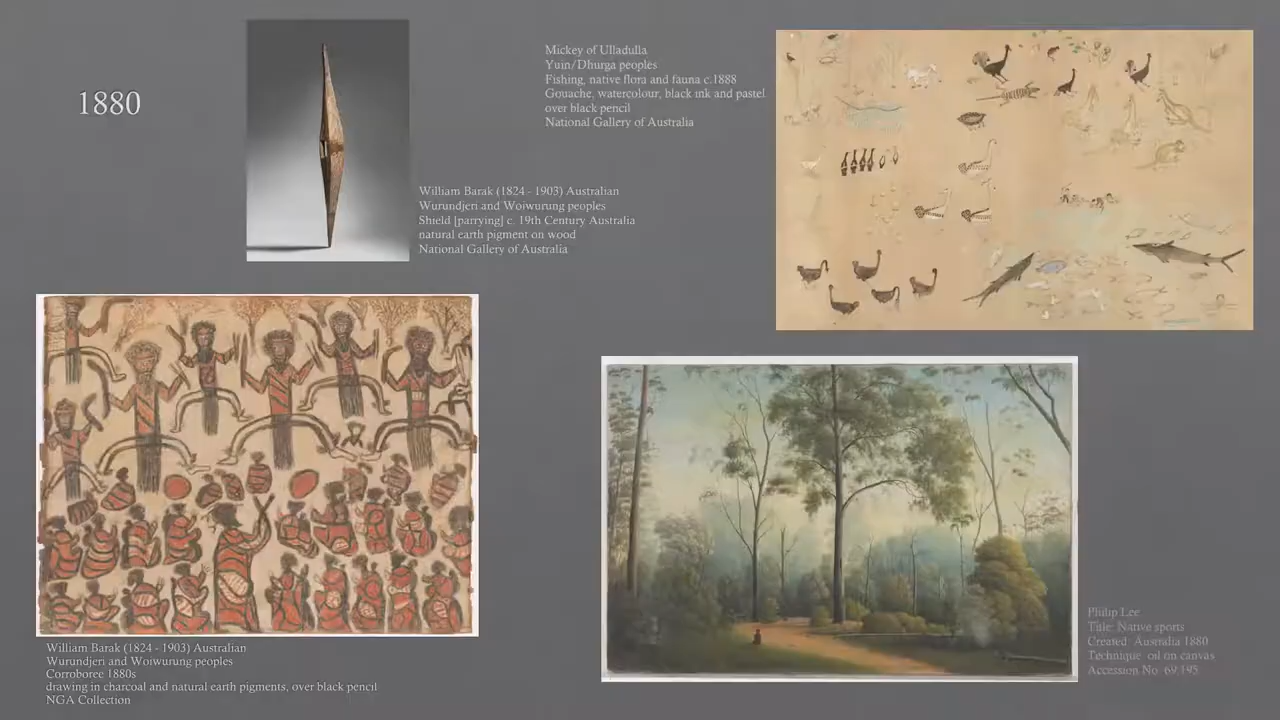 1880
Mickey of Ulladulla
Yuin/Dhurga peoples
Fishing, native flora and fauna c.1888
Gouache, watercolour, black ink and pastel
over black pencil
National Gallery of Australia
William Barak (1824 - 1903) Australian
Wurundjeri and Woiwurung peoples
Shield [parrying] c. 19th Century Australia
natural earth pigment on wood
National Gallery of Australia
William Barak (1824 - 1903) Australian
Wurundjeri and Woiwurung peoples
Corroboree 1880s
drawing in charcoal and natural earth pigments, over black pencil
NGA Collection
Philip Lee
Title: Native sports
Created: Australia 1880
Technique: oil on canvas
Accession No: 69.195